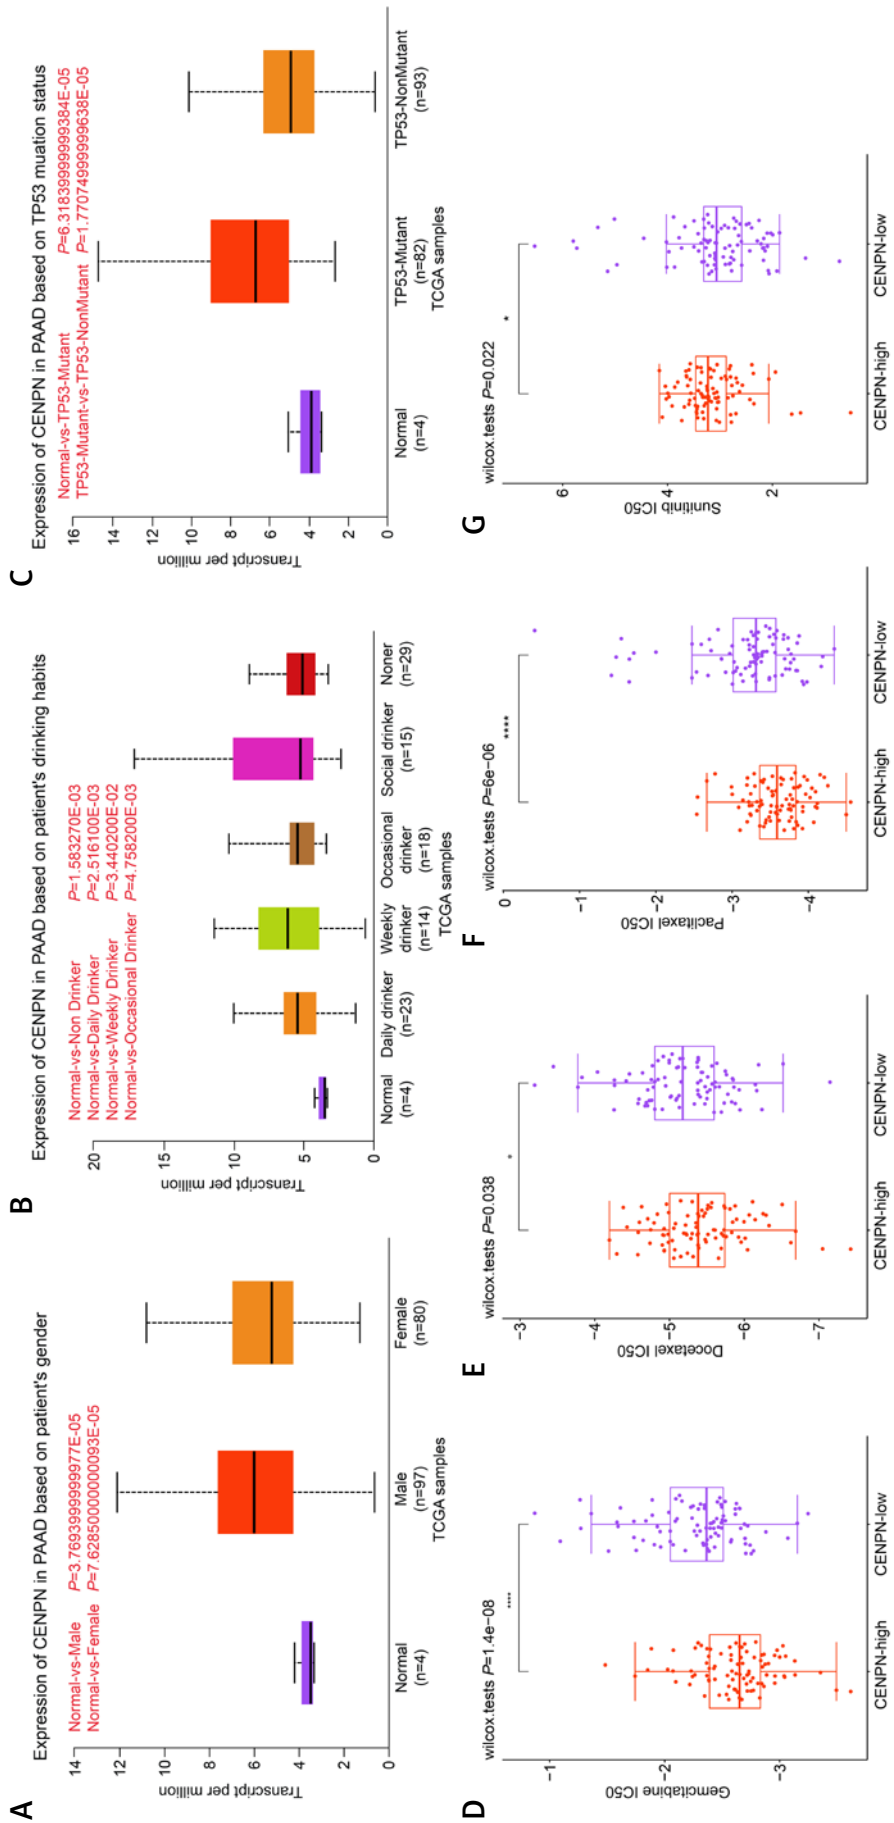 A
Expression of CENPN in PAAD based on patient's gender
Normal-vs-Male P=3.76939999999977E-05
Normal-vs-Female P=7.62850000000093E-05
Transcript per million
14
12
10
8
6
4
2
0
Normal
(n=4)
Male
(n=97)
Female
(n=80)
TCGA samples
B
Expression of CENPN in PAAD based on patient's drinking habits
Normal-vs-Non Drinker P=1.583270E-03
Normal-vs-Daily Drinker P=2.516100E-03
Normal-vs-Weekly Drinker P=3.440200E-02
Normal-vs-Occasional Drinker P=4.758200E-03
Transcript per million
20
15
10
5
0
Normal
(n=4)
Daily drinker
(n=23)
Weekly
drinker
(n=14)
Occasional
drinker
(n=18)
Social drinker
(n=15)
Noner
(n=29)
TCGA samples
C
Expression of CENPN in PAAD based on TP53 muation status
Normal-vs-TP53-Mutant P=6.31839999999384E-05
TP53-Mutant-vs-TP53-NonMutant P=1.77074999999638E-05
Transcript per million
16
14
12
10
8
6
4
2
0
Normal
(n=4)
TP53-Mutant
(n=82)
TP53-NonMutant
(n=93)
TCGA samples
D
wilcox.tests P=1.4e-08
****
Gemcitabine IC50
-1
-2
-3
CENPN-high
CENPN-low
E
wilcox.tests P=0.038
*
Docetaxel IC50
-3
-4
-5
-6
-7
CENPN-high
CENPN-low
F
wilcox.tests P=6e-06
****
Paclitaxel IC50
0
-1
-2
-3
-4
CENPN-high
CENPN-low
G
wilcox.tests P=0.022
*
Sunitinib IC50
6
4
2
CENPN-high
CENPN-low